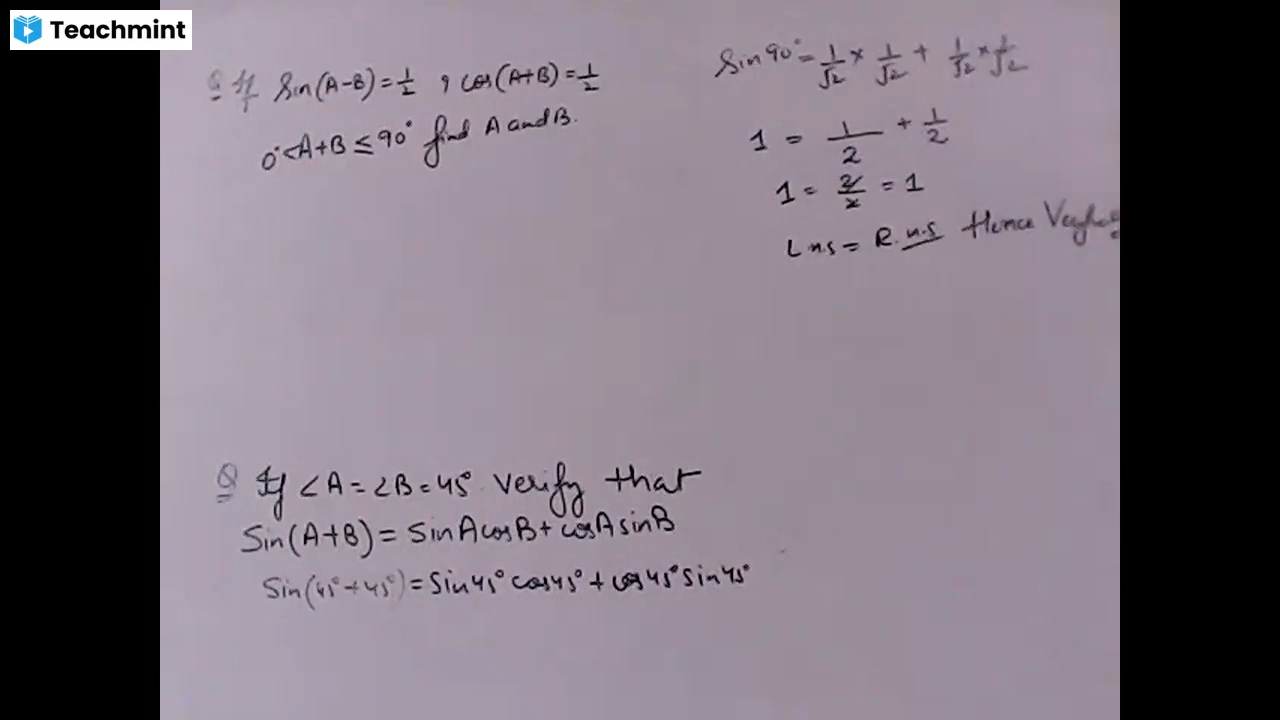 Teachmint
Q If Sin(A-B) = 1/2 , cos(A+B) = 1/2
0°<A+B ≤ 90° find A and B.
Sin 90° = 1/√2 × 1/√2 + 1/√2 × 1/√2
1 = 1/2 + 1/2
1 = 2/2 = 1
L.H.S = R.H.S Hence
Q If ∠A = ∠B = 45° verify that
Sin(A+B) = SinAcosB + cosAsinB
Sin(45°+45°) = Sin45° cos45° + cos45° Sin45°